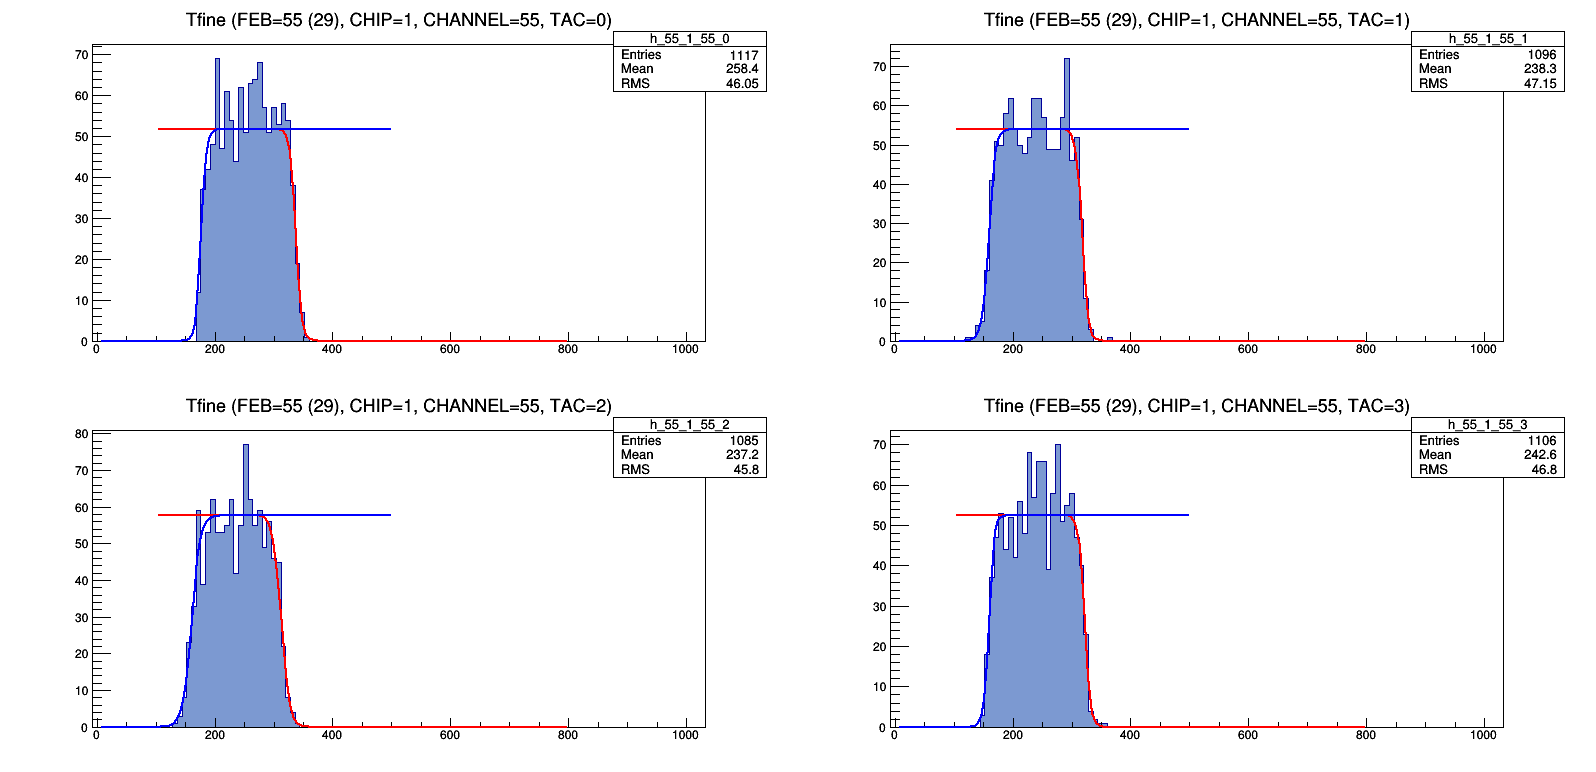 Tfine (FEB=55 (29), CHIP=1, CHANNEL=55, TAC=0)
h_55_1_55_0
Entries 1117
Mean 258.4
RMS 46.05
70
60
50
40
30
20
10
0
0 200 400 600 800 1000
Tfine (FEB=55 (29), CHIP=1, CHANNEL=55, TAC=1)
h_55_1_55_1
Entries 1096
Mean 238.3
RMS 47.15
70
60
50
40
30
20
10
0
0 200 400 600 800 1000
Tfine (FEB=55 (29), CHIP=1, CHANNEL=55, TAC=2)
h_55_1_55_2
Entries 1085
Mean 237.2
RMS 45.8
80
70
60
50
40
30
20
10
0
0 200 400 600 800 1000
Tfine (FEB=55 (29), CHIP=1, CHANNEL=55, TAC=3)
h_55_1_55_3
Entries 1106
Mean 242.6
RMS 46.8
70
60
50
40
30
20
10
0
0 200 400 600 800 1000